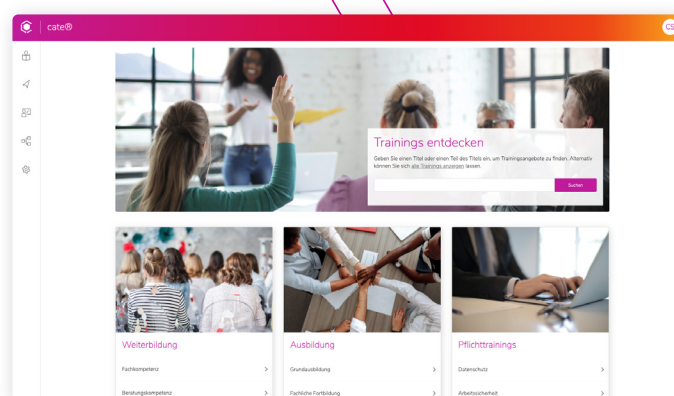 cate®
CS
Trainings entdecken
Geben Sie einen Titel oder einen Teil des Titels ein, um Trainingsangebote zu finden. Alternativ
können Sie sich alle Trainings anzeigen lassen.
Suchen
Weiterbildung
Ausbildung
Pflichttrainings
Fachkompetenz
Grundausbildung
Datenschutz
Beratungskompetenz
Fachliche Fortbildung
Arbeitssicherheit